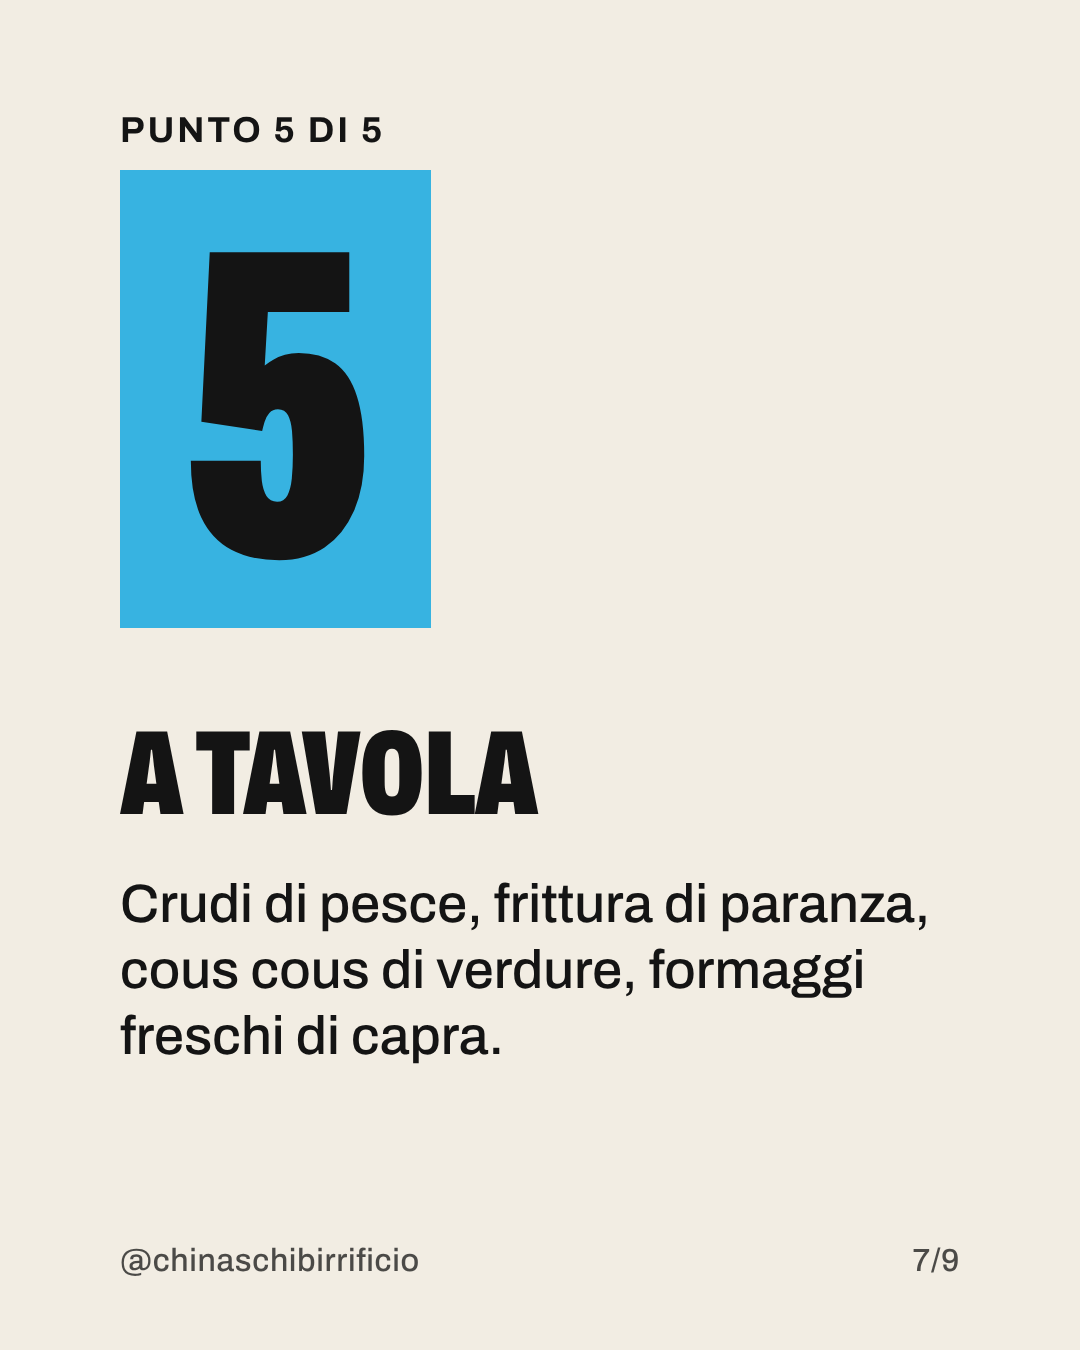 PUNTO 5 DI 5
5
A TAVOLA
Crudi di pesce, frittura di paranza,
cous cous di verdure, formaggi
freschi di capra.
@chinaschibirrificio
7/9